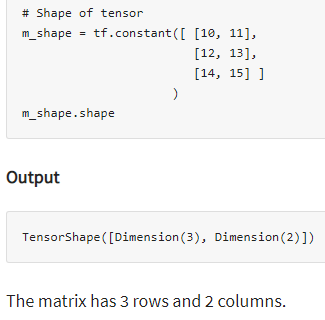 # Shape of tensor
m_shape = tf.constant([ [10, 11],
                        [12, 13],
                        [14, 15] ]
                     )
m_shape.shape
Output
TensorShape([Dimension(3), Dimension(2)])
The matrix has 3 rows and 2 columns.